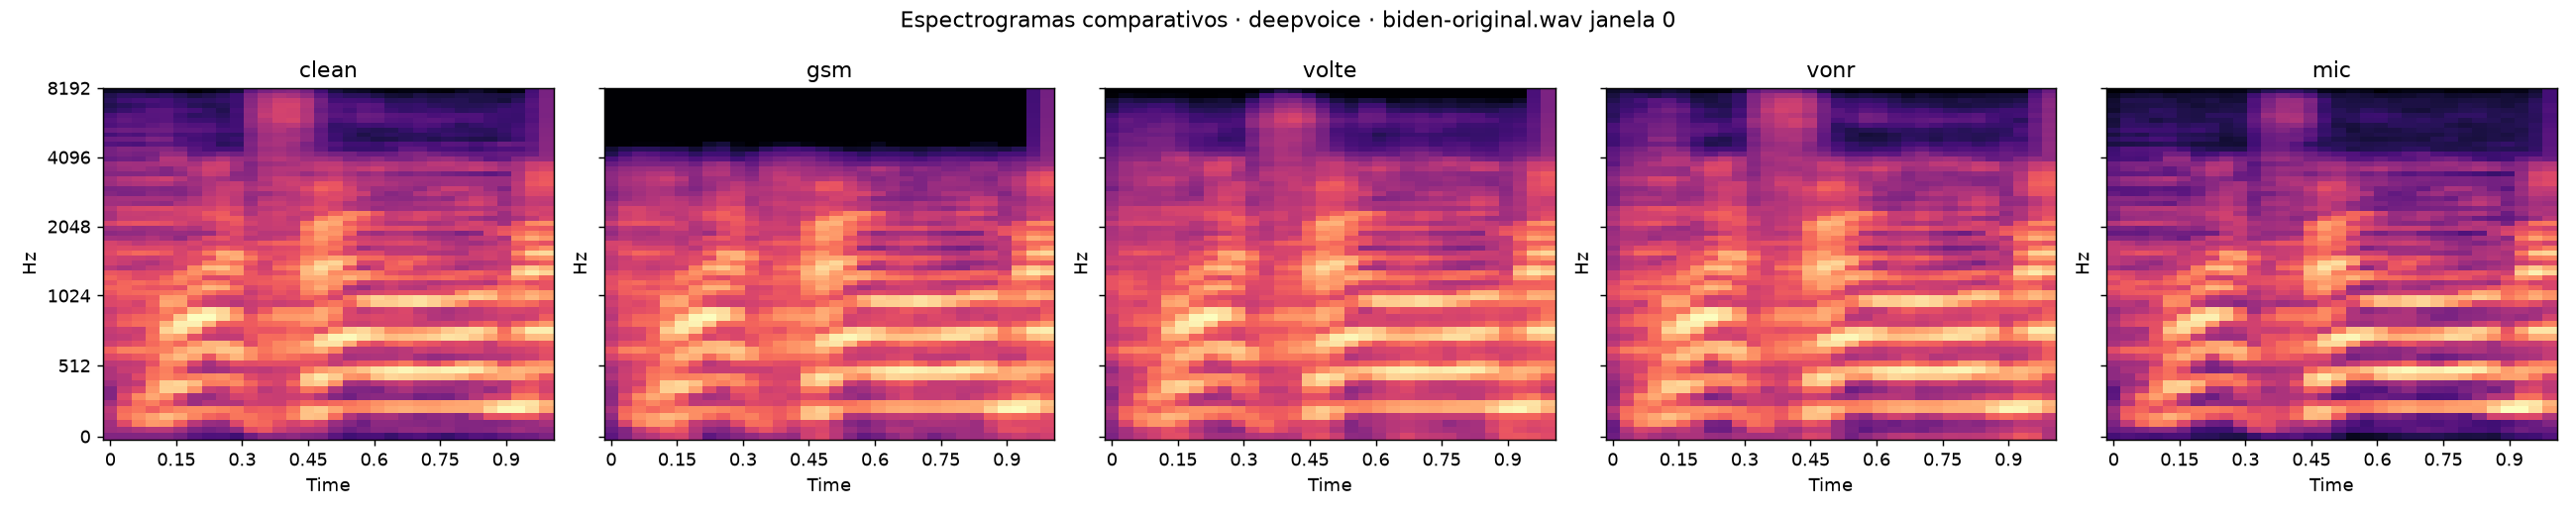 Espectrogramas comparativos · deepvoice · biden-original.wav janela 0
clean
gsm
volte
vonr
mic
8192
4096
2048
1024
512
0
Hz
Hz
Hz
Hz
Hz
0 0.15 0.3 0.45 0.6 0.75 0.9
0 0.15 0.3 0.45 0.6 0.75 0.9
0 0.15 0.3 0.45 0.6 0.75 0.9
0 0.15 0.3 0.45 0.6 0.75 0.9
0 0.15 0.3 0.45 0.6 0.75 0.9
Time
Time
Time
Time
Time